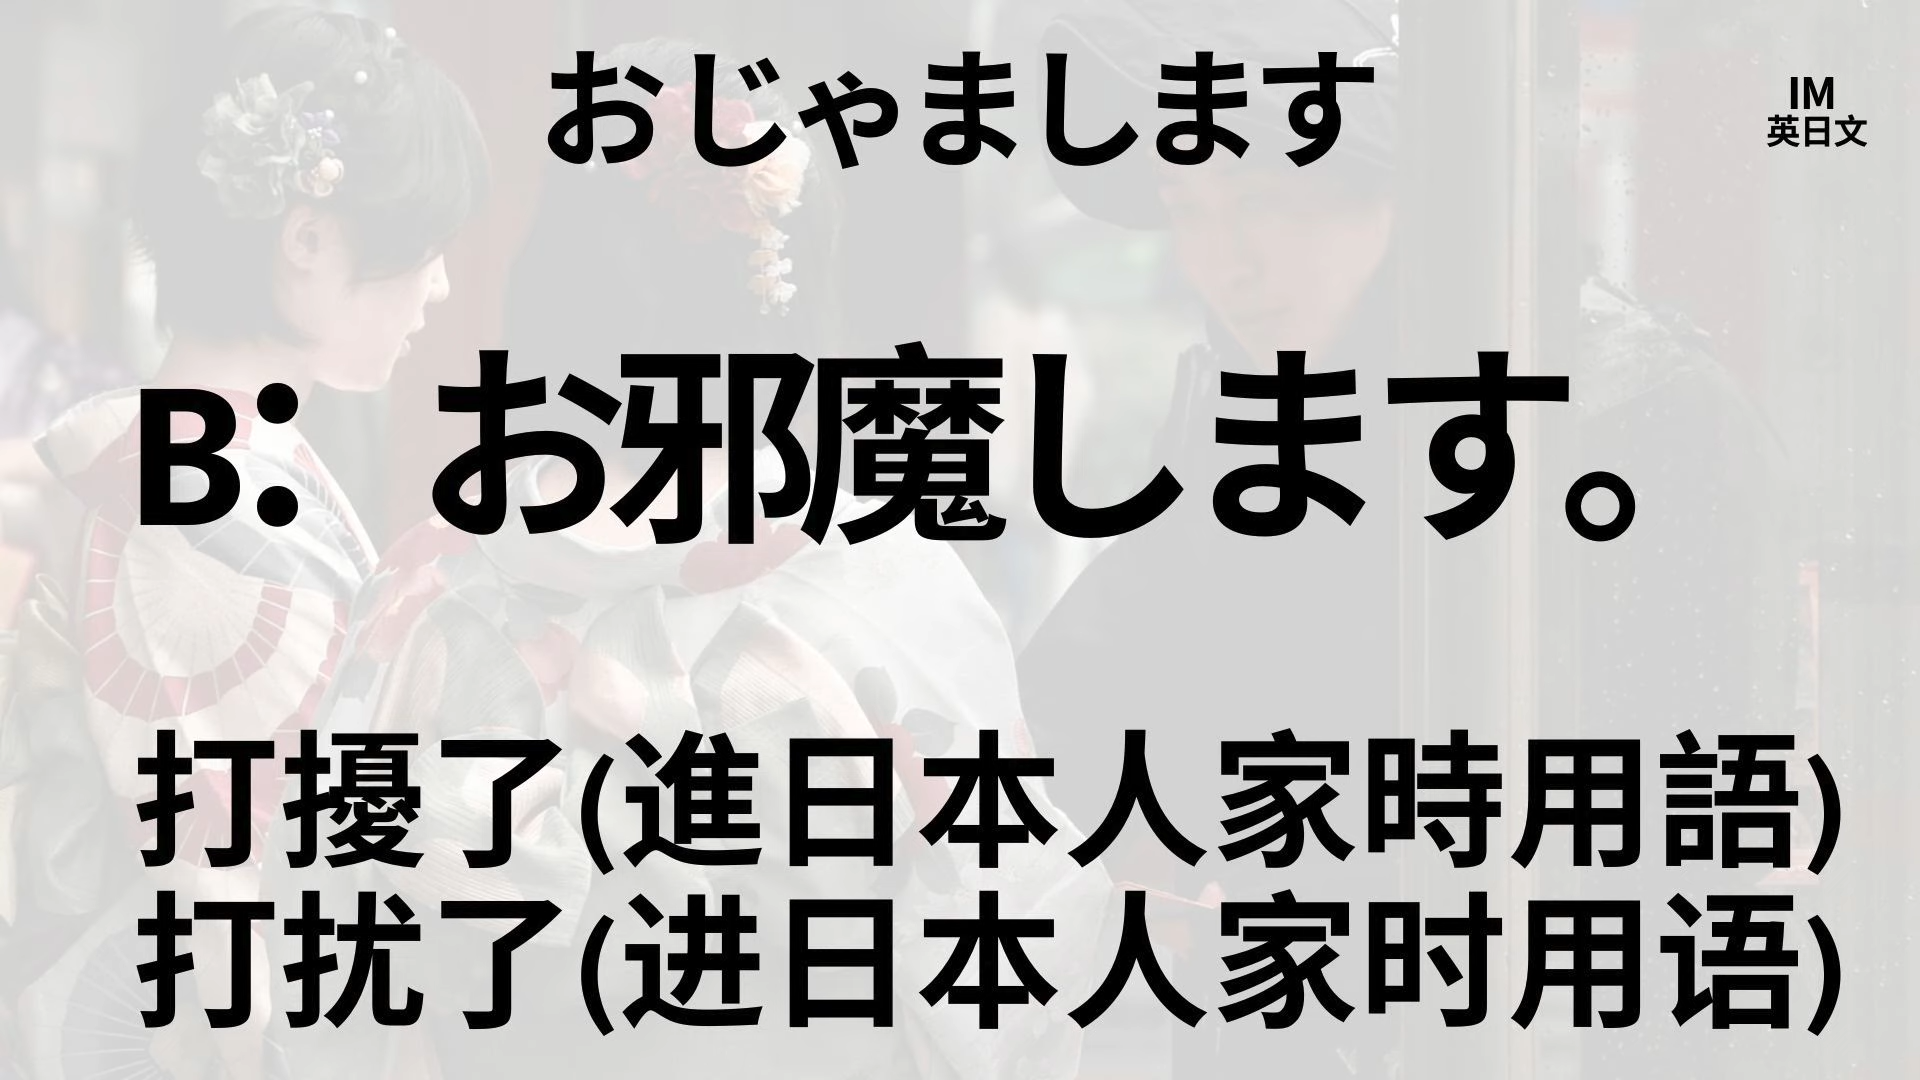 おじゃまします
IM
英日文
B: お邪魔します。
打擾了(進日本人家時用語)
打扰了(进日本人家时用语)